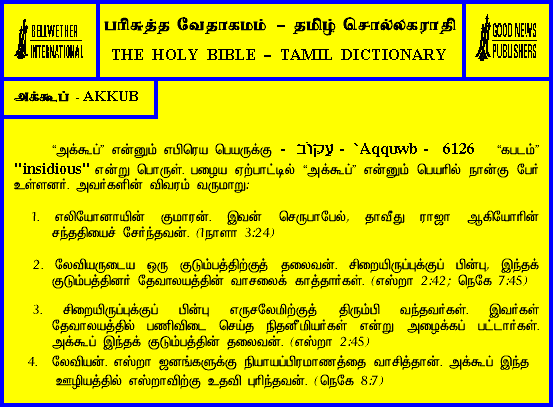 BELLWETHER
INTERNATIONAL
பரிசுத்த வேதாகமம் – தமிழ் சொல்லகராதி
THE HOLY BIBLE – TAMIL DICTIONARY
GOOD NEWS
PUBLISHERS
அக்கூப் - AKKUB
“அக்கூப்” என்னும் எபிரெய பெயருக்கு - עקּוּב - `Aqquwb - 6126 “கபடம்”
"insidious" என்று பொருள். பழைய ஏற்பாட்டில் “அக்கூப்” என்னும் பெயரில் நான்கு பேர்
உள்ளனர். அவர்களின் விவரம் வருமாறு:
1. எலியோனாயின் குமாரன். இவன் செருபாபேல், தாவீது ராஜா ஆகியோரின்
சந்ததியைச் சேர்ந்தவன். (1நாளா 3:24)
2. லேவியருடைய ஒரு குடும்பத்திற்குத் தலைவன். சிறையிருப்புக்குப் பின்பு, இந்தக்
குடும்பத்தினர் தேவாலயத்தின் வாசலைக் காத்தார்கள். (எஸ்றா 2:42; நெகே 7:45)
3. சிறையிருப்புக்குப் பின்பு எருசலேமிற்குத் திரும்பி வந்தவர்கள். இவர்கள்
தேவாலயத்தில் பணிவிடை செய்த நிதனீமியர்கள் என்று அழைக்கப் பட்டார்கள்.
அக்கூப் இந்தக் குடும்பத்தின் தலைவன். (எஸ்றா 2:45)
4. லேவியன். எஸ்றா ஜனங்களுக்கு நியாயப்பிரமாணத்தை வாசித்தான். அக்கூப் இந்த
ஊழியத்தில் எஸ்றாவிற்கு உதவி புரிந்தவன். (நெகே 8:7)